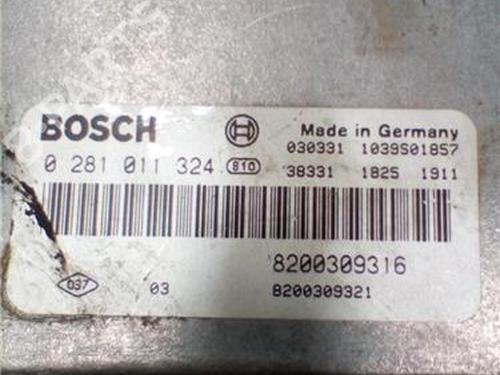 BOSCH
Made in Germany
030331 1039S01857
0 281 011 324 810
38331 1825 1911
8200309316
037 03 8200309321